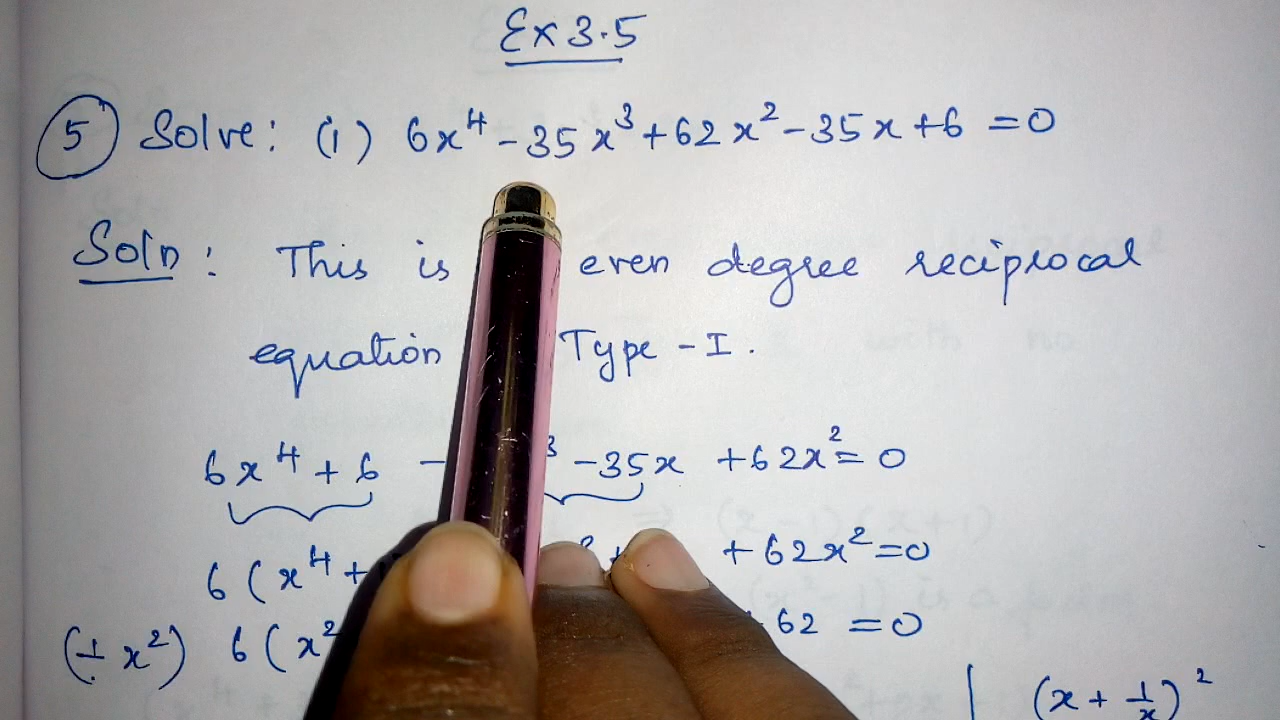 Ex 3.5
5 Solve: (1) 6x⁴ - 35x³ + 62x² - 35x + 6 = 0
Soln: This is even degree reciprocal
equation Type - I.
6x⁴ + 6 - ³ - 35x + 62x² = 0
6(x⁴ + + 62x² = 0
(÷ x²) 6(x² 62 = 0
(x + 1/x)²